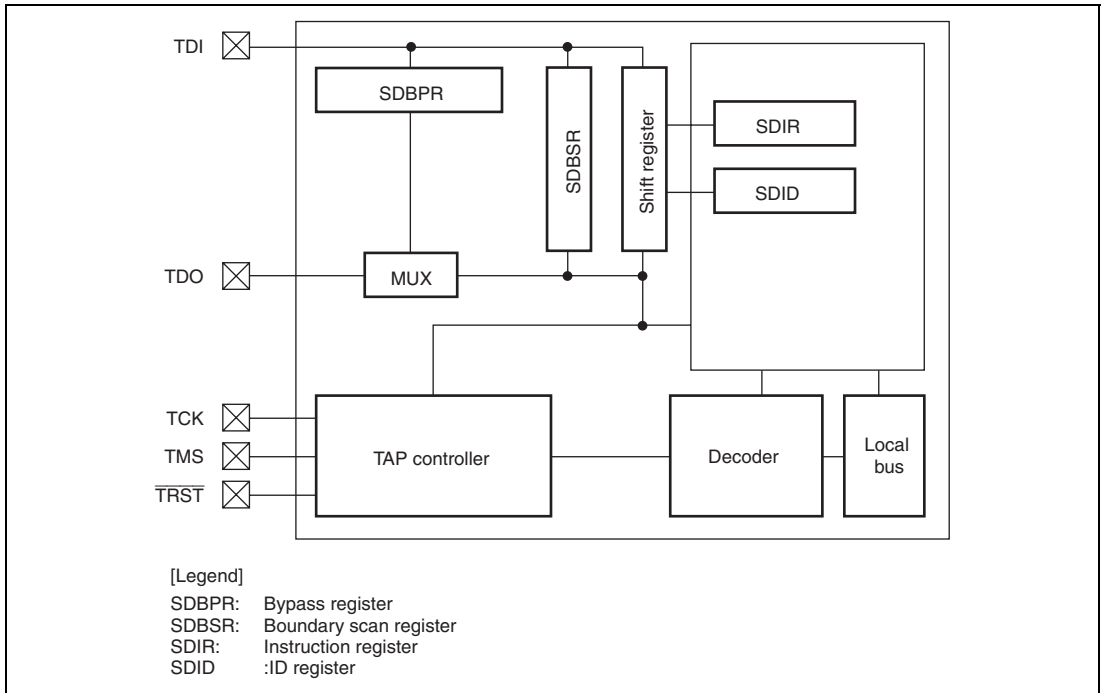 TDI
SDBPR
SDBSR
Shift register
SDIR
SDID
TDO
MUX
TCK
TMS
TRST
TAP controller
Decoder
Local
bus
[Legend]
SDBPR: Bypass register
SDBSR: Boundary scan register
SDIR: Instruction register
SDID :ID register